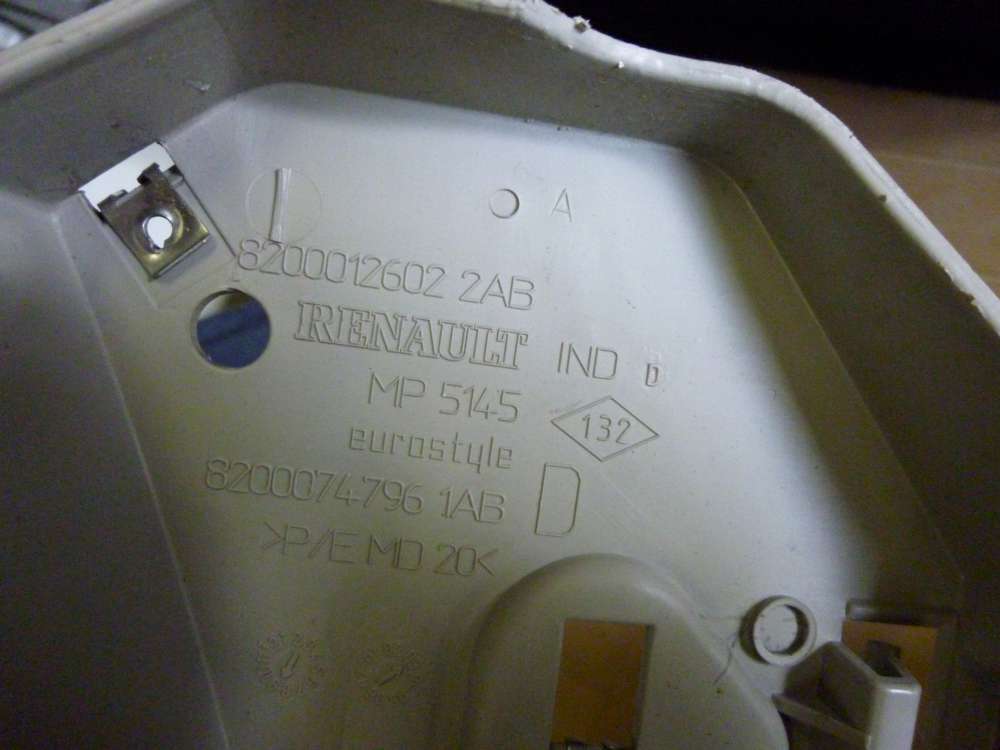 A
8200012602 2AB
RENAULT IND D
MP 5145 132
eurostyle
8200074796 1AB D
>P/E MD 20<